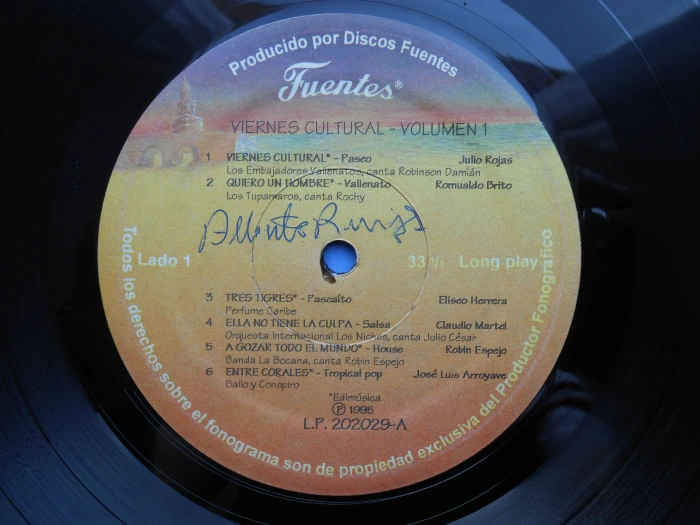 Producido por Discos Fuentes
Fuentes®
VIERNES CULTURAL - VOLUMEN 1
1 VIERNES CULTURAL* - Paseo Julio Rojas
Los Embajadores Vallenatos, canta Robinson Damián
2 QUIERO UN HOMBRE* - Vallenato Romualdo Brito
Los Tupamaros, canta Rochy
Lado 1 33 ⅓ Long play
3 TRES TIGRES* - Pascaíto Eliseo Herrera
Perfume Caribe
4 ELLA NO TIENE LA CULPA - Salsa Claudio Martel
Orquesta Internacional Los Niches, canta Julio César
5 A GOZAR TODO EL MUNDO* - House Robin Espejo
Banda La Bocana, canta Robin Espejo
6 ENTRE CORALES* - Tropical pop José Luis Arroyave
Bailo y Conspiro
*Edimúsica
Ⓟ 1995
L.P. 202029-A
Todos los derechos sobre el fonograma son de propiedad exclusiva del Productor Fonográfico